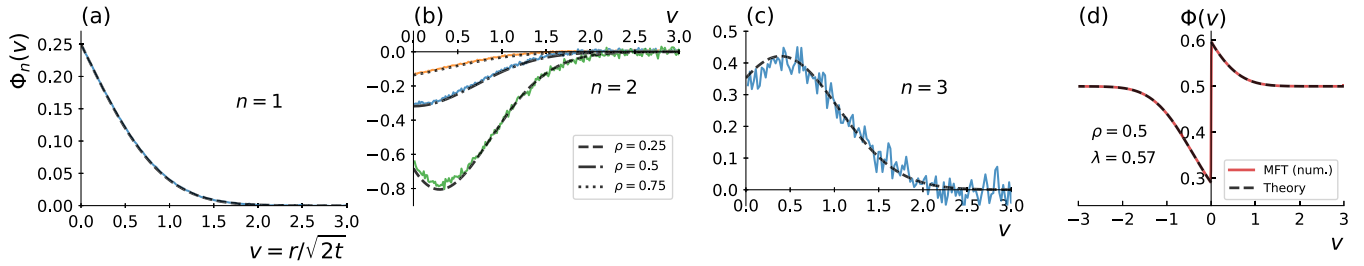 (a)
Φₙ(v)
0.25
0.20
0.15
0.10
0.05
0.00
n = 1
0.0 0.5 1.0 1.5 2.0 2.5 3.0
v = r/√2t
(b)
v
0.0 0.5 1.0 1.5 2.0 2.5 3.0
0.0
−0.2
−0.4
−0.6
−0.8
n = 2
ρ = 0.25
ρ = 0.5
ρ = 0.75
(c)
0.5
0.4
0.3
0.2
0.1
0.0
n = 3
0.0 0.5 1.0 1.5 2.0 2.5 3.0
v
(d)
Φ(v)
0.6
0.5
0.4
0.3
ρ = 0.5
λ = 0.57
MFT (num.)
Theory
−3 −2 −1 0 1 2 3
v